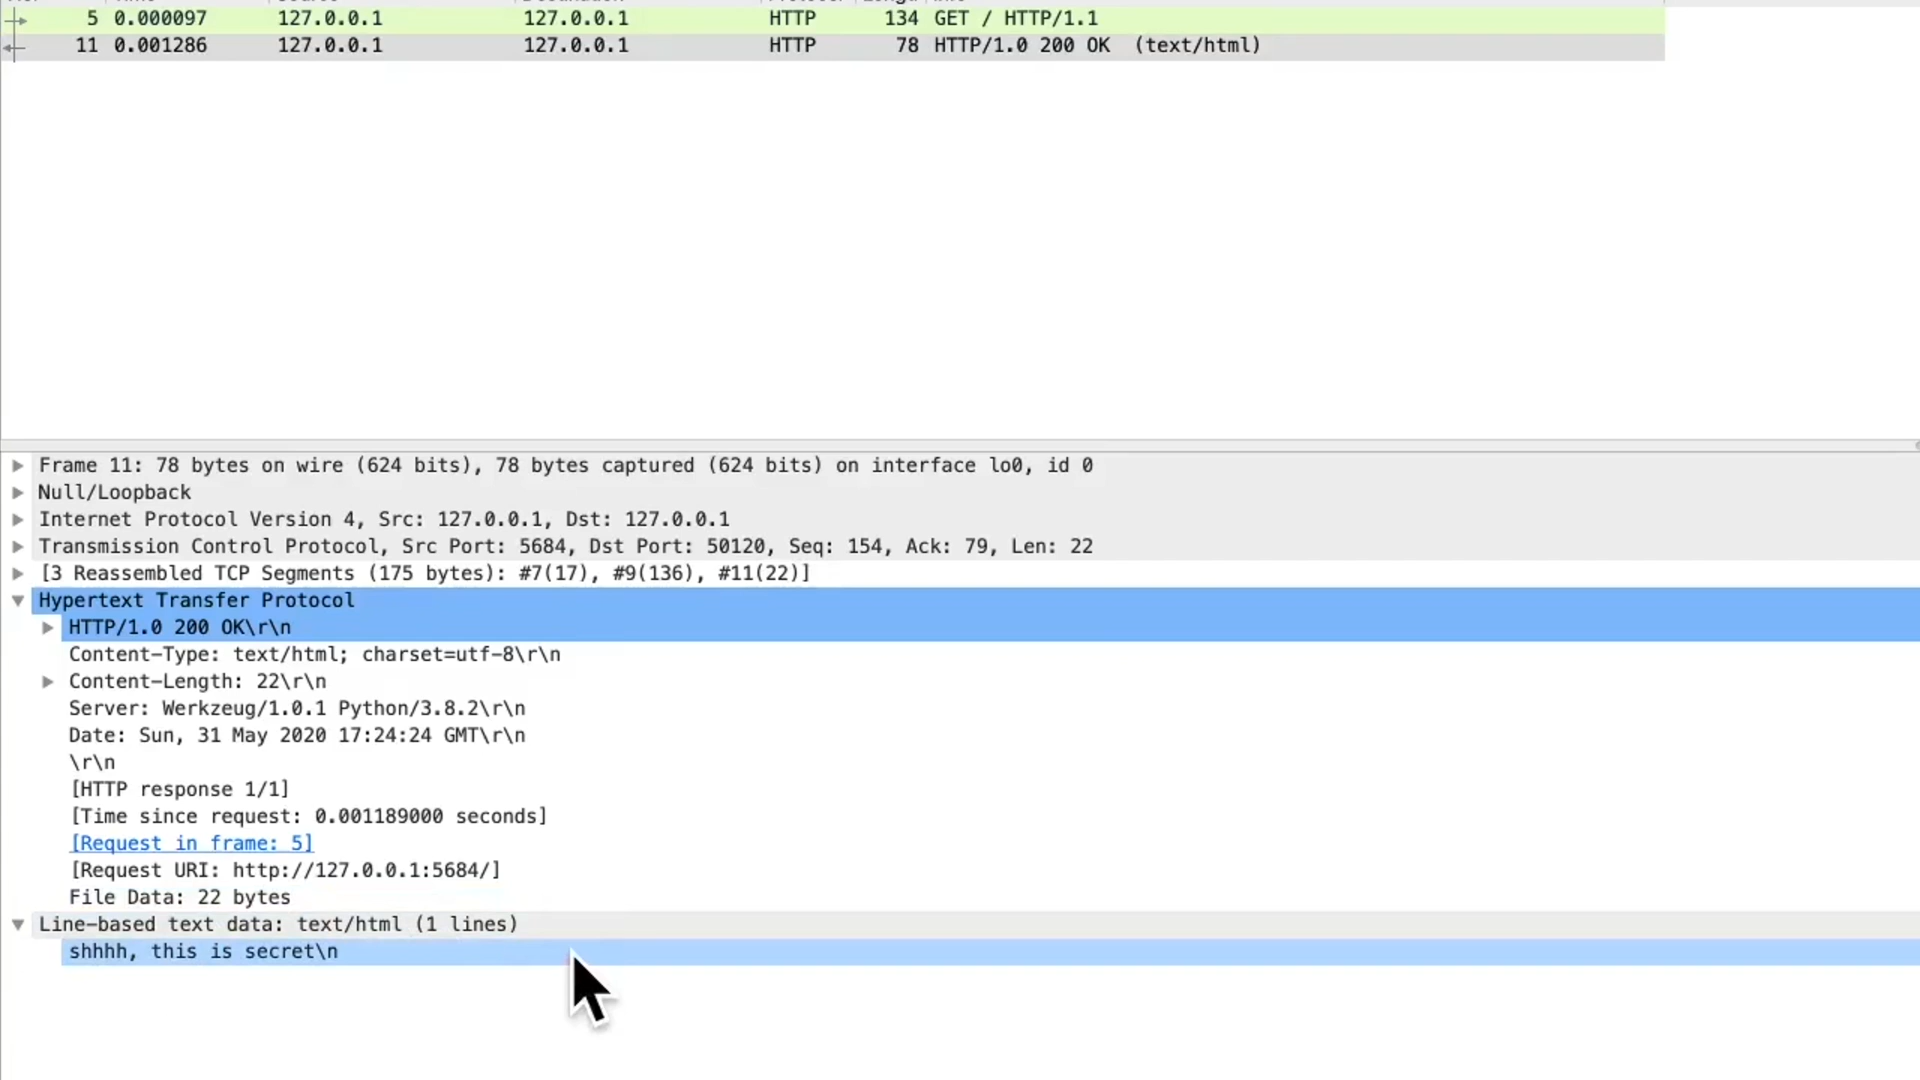 5 0.000097 127.0.0.1 127.0.0.1 HTTP 134 GET / HTTP/1.1
11 0.001286 127.0.0.1 127.0.0.1 HTTP 78 HTTP/1.0 200 OK (text/html)
Frame 11: 78 bytes on wire (624 bits), 78 bytes captured (624 bits) on interface lo0, id 0
Null/Loopback
Internet Protocol Version 4, Src: 127.0.0.1, Dst: 127.0.0.1
Transmission Control Protocol, Src Port: 5684, Dst Port: 50120, Seq: 154, Ack: 79, Len: 22
[3 Reassembled TCP Segments (175 bytes): #7(17), #9(136), #11(22)]
Hypertext Transfer Protocol
HTTP/1.0 200 OK\r\n
Content-Type: text/html; charset=utf-8\r\n
Content-Length: 22\r\n
Server: Werkzeug/1.0.1 Python/3.8.2\r\n
Date: Sun, 31 May 2020 17:24:24 GMT\r\n
\r\n
[HTTP response 1/1]
[Time since request: 0.001189000 seconds]
[Request in frame: 5]
[Request URI: http://127.0.0.1:5684/]
File Data: 22 bytes
Line-based text data: text/html (1 lines)
shhhh, this is secret\n